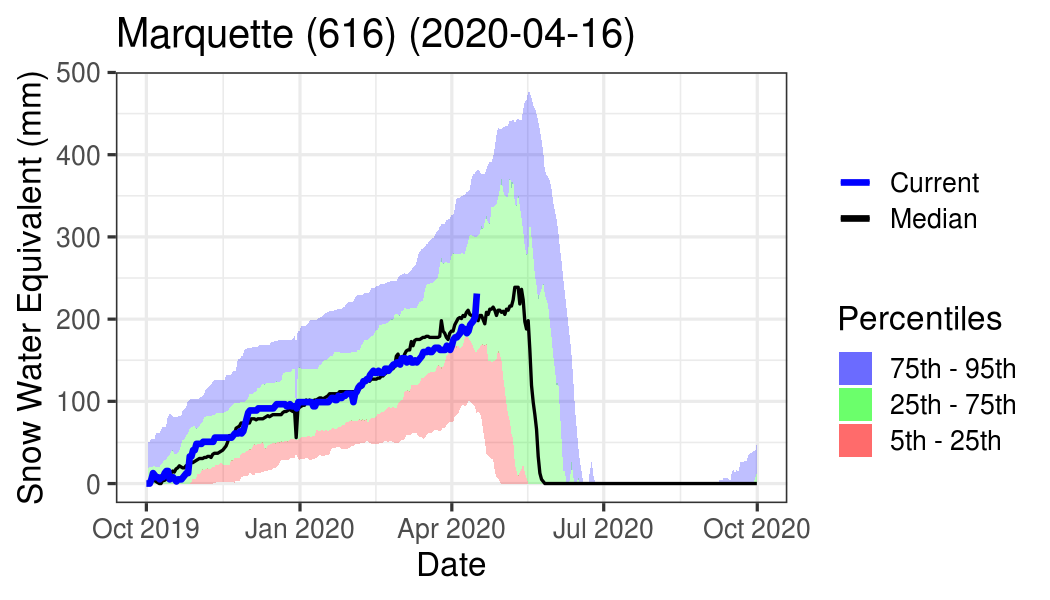 Marquette (616) (2020-04-16)
Snow Water Equivalent (mm)
500
400
300
200
100
0
Oct 2019
Jan 2020
Apr 2020
Jul 2020
Oct 2020
Date
Current
Median
Percentiles
75th - 95th
25th - 75th
5th - 25th